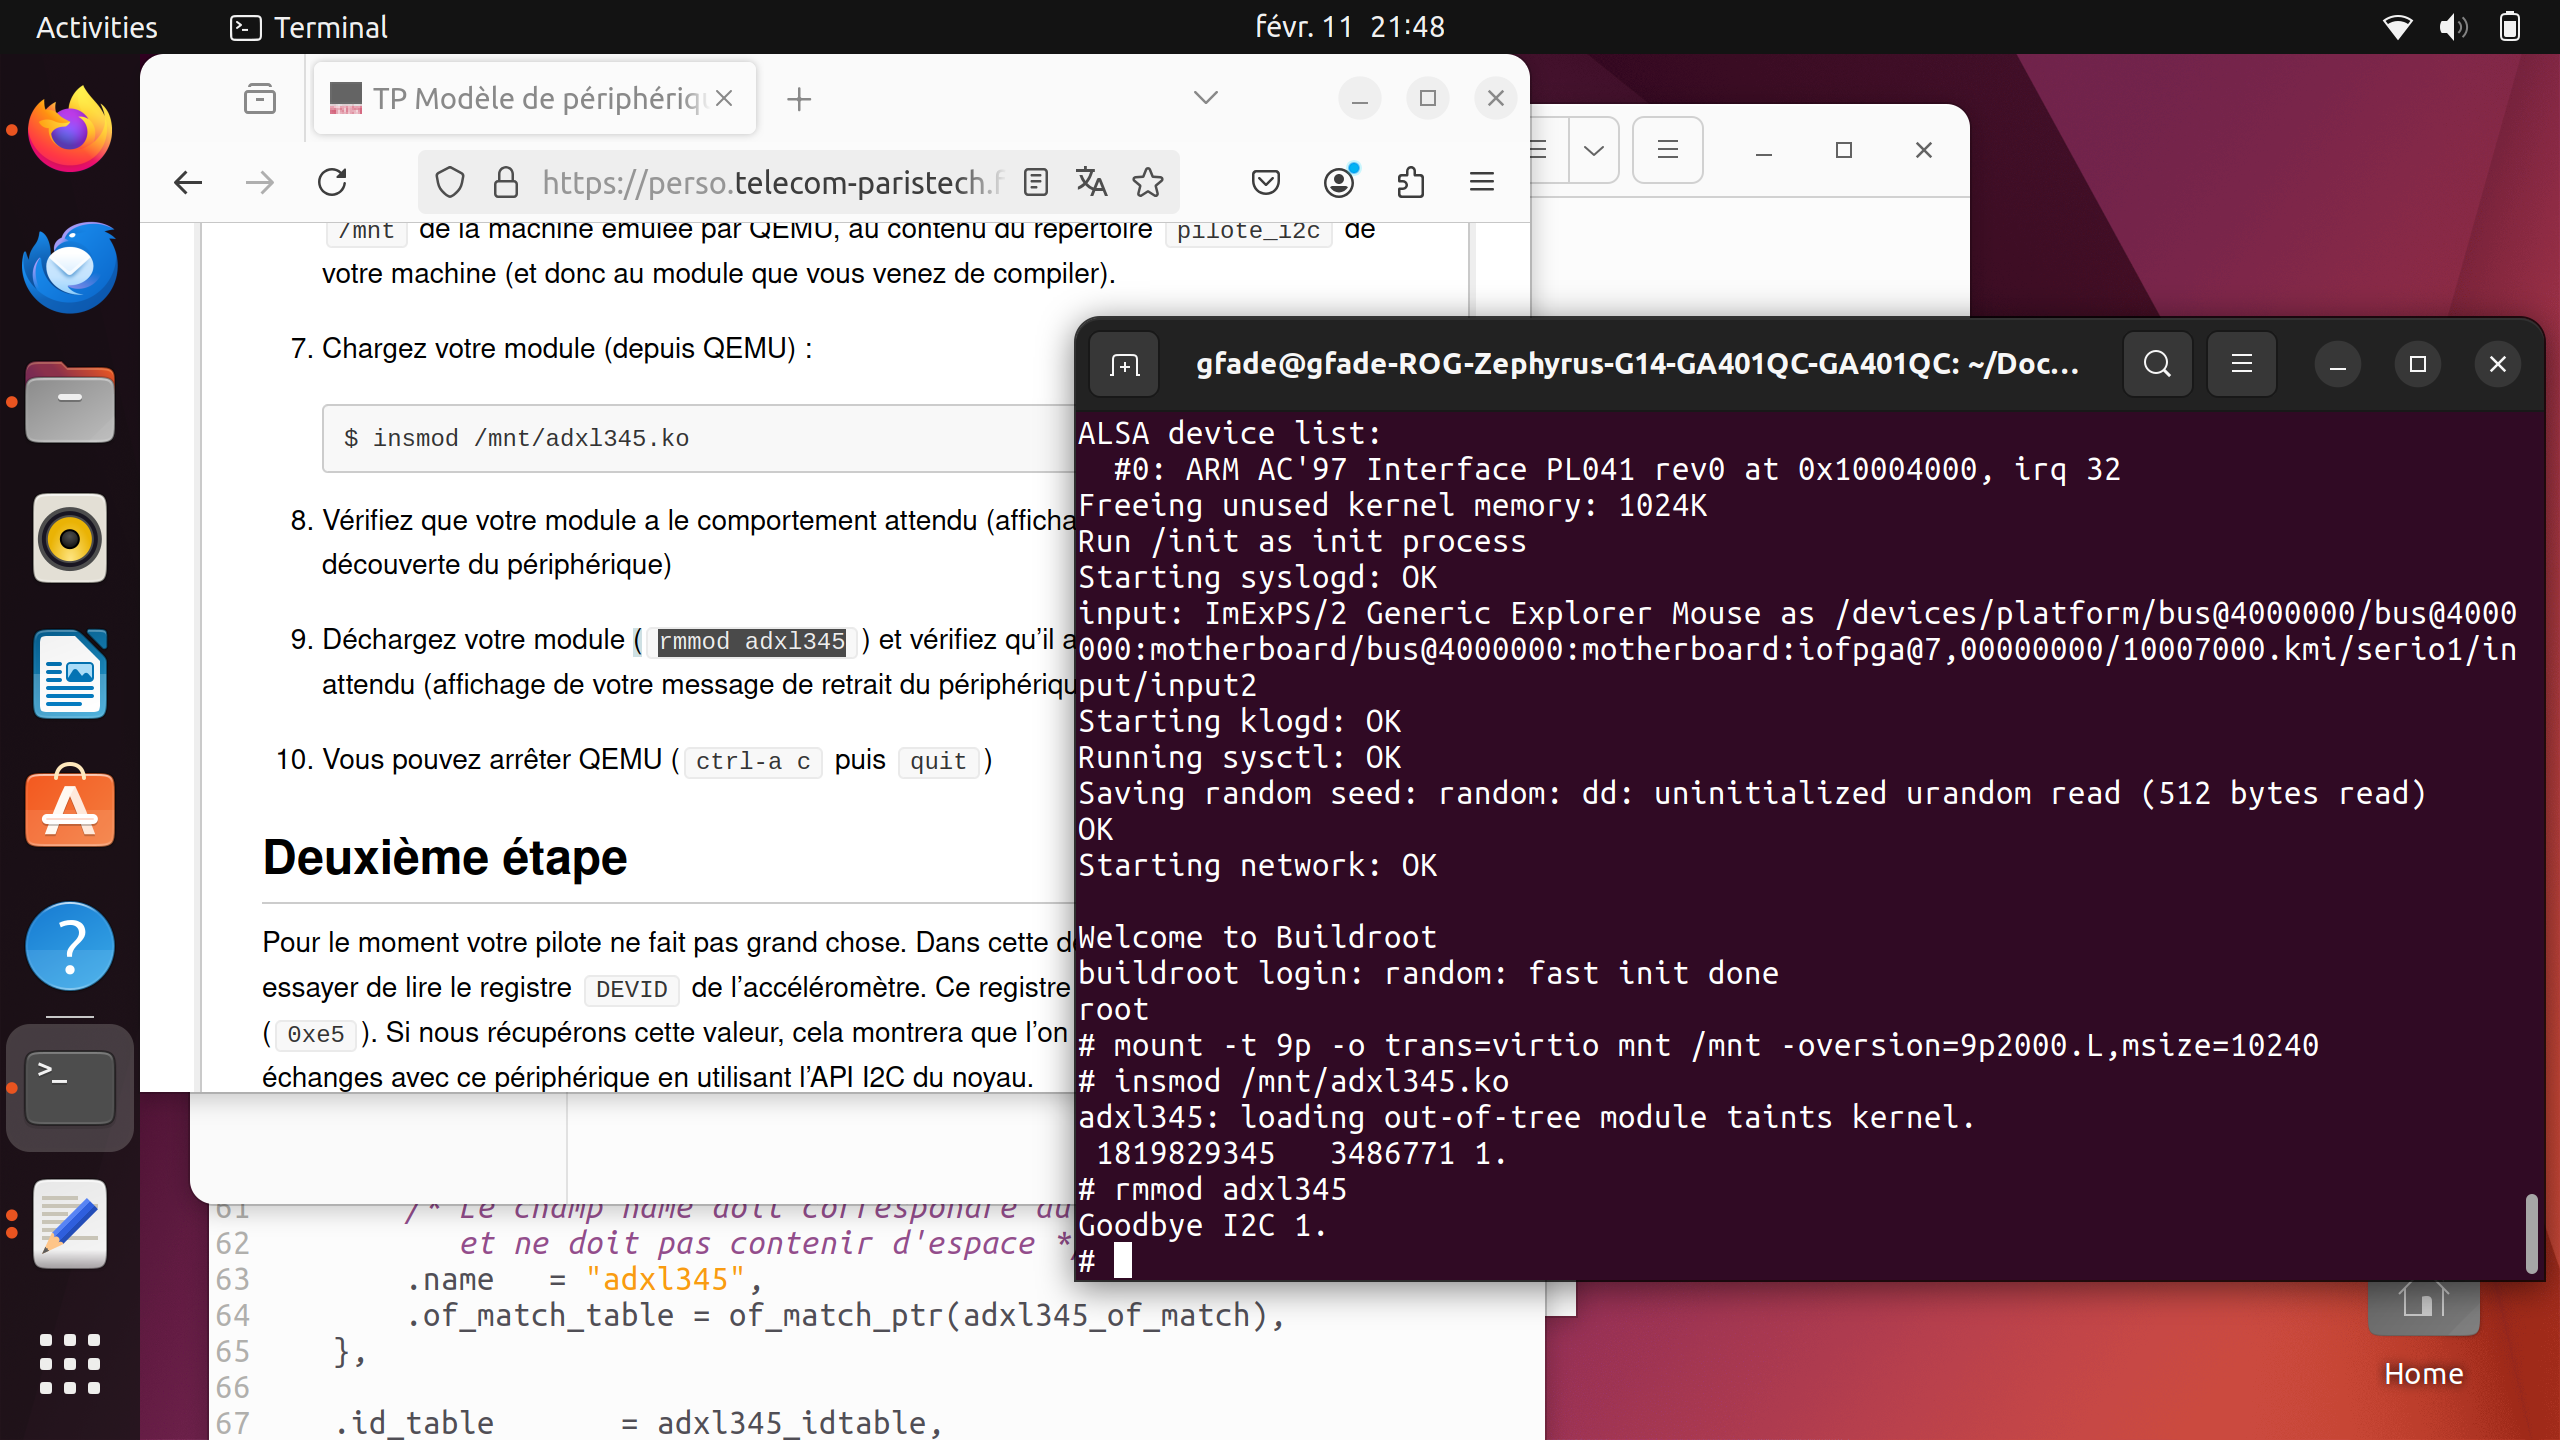 Activities
Terminal
févr. 11 21:48
TP Modèle de périphériq
https://perso.telecom-paristech.f
/mnt de la machine émulée par QEMU, au contenu du répertoire pilote_i2c de
votre machine (et donc au module que vous venez de compiler).
7. Chargez votre module (depuis QEMU) :
$ insmod /mnt/adxl345.ko
8. Vérifiez que votre module a le comportement attendu (afficha
découverte du périphérique)
9. Déchargez votre module ( rmmod adxl345 ) et vérifiez qu’il a
attendu (affichage de votre message de retrait du périphériqu
10. Vous pouvez arrêter QEMU ( ctrl-a c puis quit )
Deuxième étape
Pour le moment votre pilote ne fait pas grand chose. Dans cette d
essayer de lire le registre DEVID de l’accéléromètre. Ce registre
( 0xe5 ). Si nous récupérons cette valeur, cela montrera que l’on
échanges avec ce périphérique en utilisant l’API I2C du noyau.
gfade@gfade-ROG-Zephyrus-G14-GA401QC-GA401QC: ~/Doc...
ALSA device list:
#0: ARM AC'97 Interface PL041 rev0 at 0x10004000, irq 32
Freeing unused kernel memory: 1024K
Run /init as init process
Starting syslogd: OK
input: ImExPS/2 Generic Explorer Mouse as /devices/platform/bus@4000000/bus@4000
000:motherboard/bus@4000000:motherboard:iofpga@7,00000000/10007000.kmi/serio1/in
put/input2
Starting klogd: OK
Running sysctl: OK
Saving random seed: random: dd: uninitialized urandom read (512 bytes read)
OK
Starting network: OK
Welcome to Buildroot
buildroot login: random: fast init done
root
# mount -t 9p -o trans=virtio mnt /mnt -oversion=9p2000.L,msize=10240
# insmod /mnt/adxl345.ko
adxl345: loading out-of-tree module taints kernel.
1819829345   3486771 1.
# rmmod adxl345
Goodbye I2C 1.
#
61 /* Le champ name doit correspondre au
62 et ne doit pas contenir d'espace */
63 .name   = "adxl345",
64 .of_match_table = of_match_ptr(adxl345_of_match),
65 },
66
67 .id_table       = adxl345_idtable,
Home